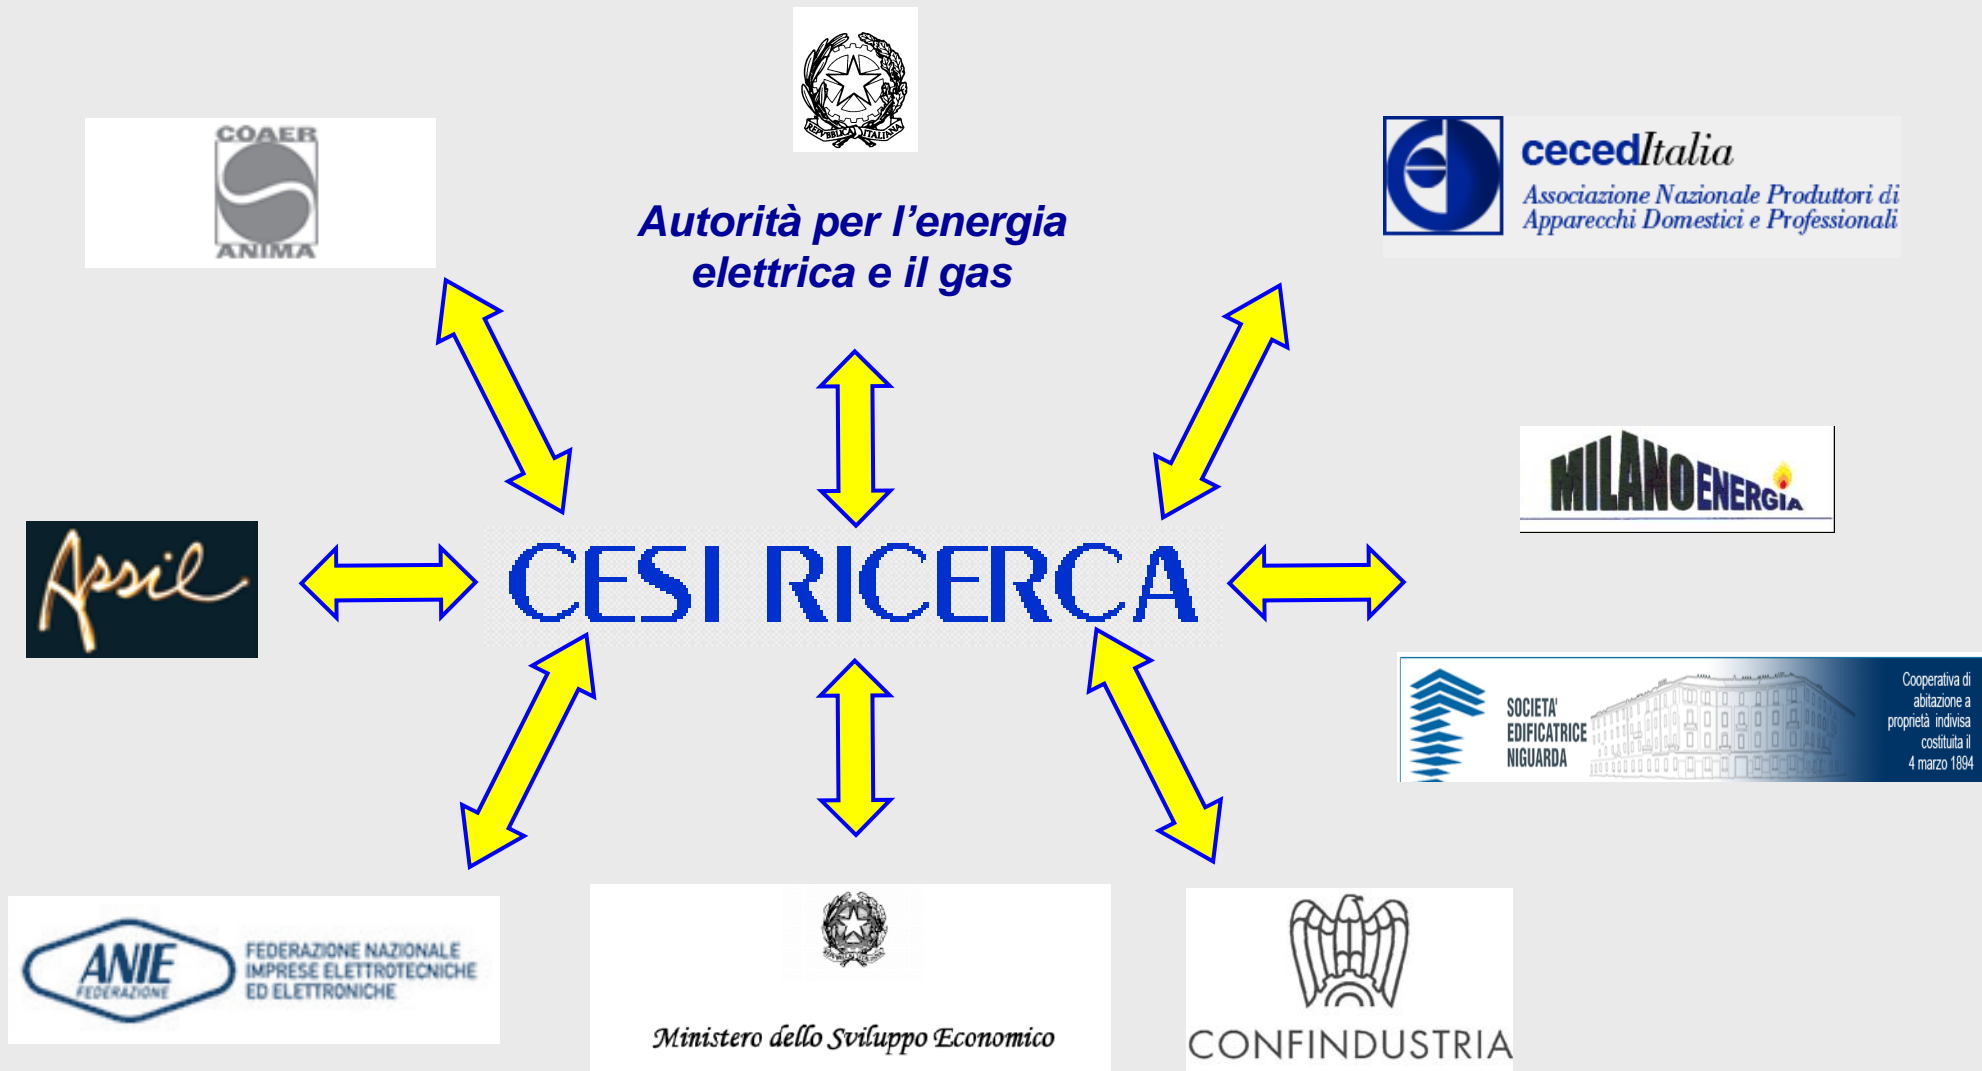 REPVBBLICA ITALIANA
COAER
ANIMA
Autorità per l’energia
elettrica e il gas
cecedItalia
Associazione Nazionale Produttori di
Apparecchi Domestici e Professionali
MILANOENERGIA
Assil
CESI RICERCA
SOCIETA'
EDIFICATRICE
NIGUARDA
Cooperativa di
abitazione a
proprietà indivisa
costituita il
4 marzo 1894
ANIE
FEDERAZIONE
FEDERAZIONE NAZIONALE
IMPRESE ELETTROTECNICHE
ED ELETTRONICHE
Ministero dello Sviluppo Economico
CONFINDUSTRIA